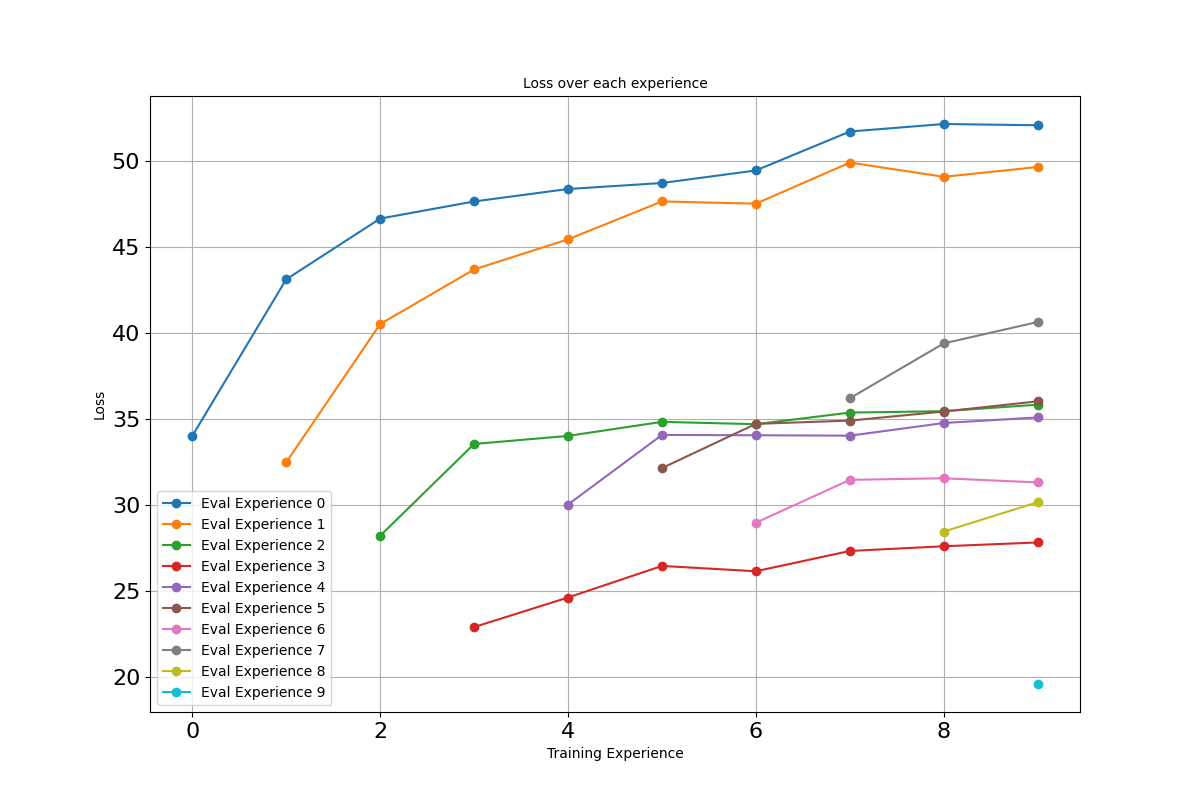 Loss over each experience
50
45
40
35
30
25
20
Loss
Eval Experience 0
Eval Experience 1
Eval Experience 2
Eval Experience 3
Eval Experience 4
Eval Experience 5
Eval Experience 6
Eval Experience 7
Eval Experience 8
Eval Experience 9
0 2 4 6 8
Training Experience